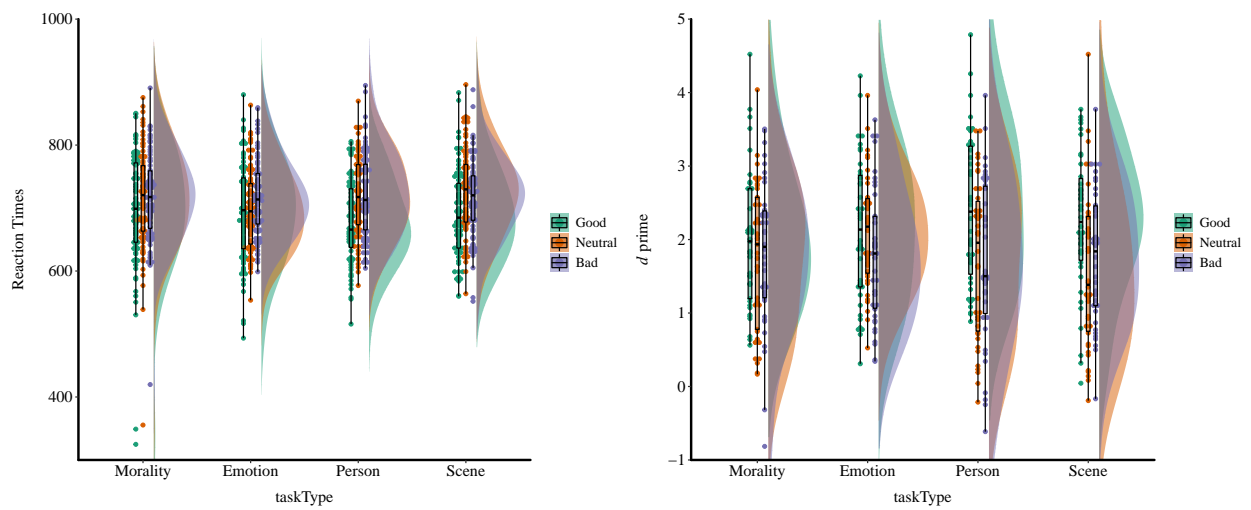 1000
800
600
400
Reaction Times
Morality
Emotion
Person
Scene
taskType
Good
Neutral
Bad
5
4
3
2
1
0
−1
d prime
Morality
Emotion
Person
Scene
taskType
Good
Neutral
Bad